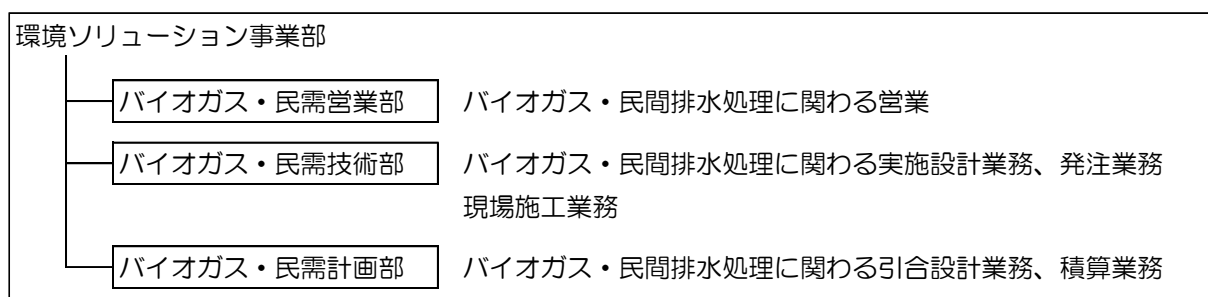 環境ソリューション事業部
バイオガス・民需営業部 バイオガス・民間排水処理に関わる営業
バイオガス・民需技術部 バイオガス・民間排水処理に関わる実施設計業務、発注業務
現場施工業務
バイオガス・民需計画部 バイオガス・民間排水処理に関わる引合設計業務、積算業務